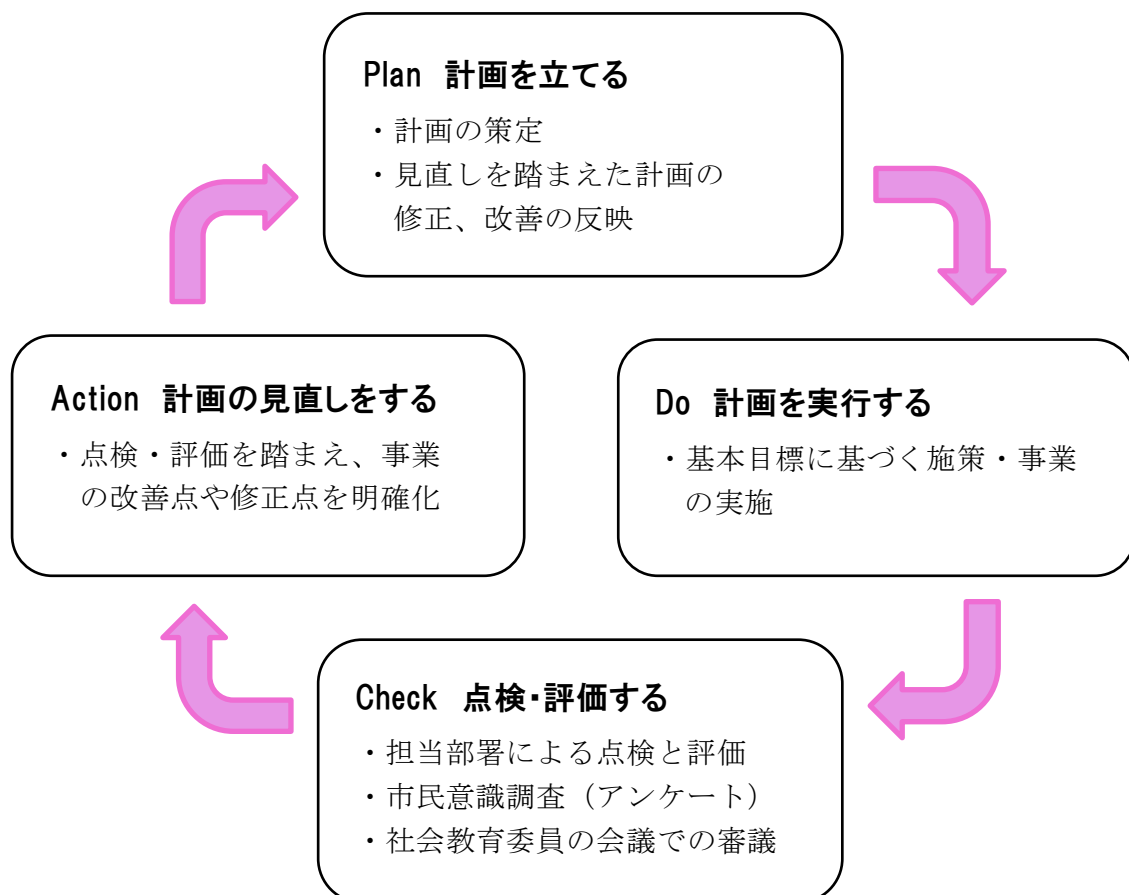 Plan 計画を立てる
・計画の策定
・見直しを踏まえた計画の
修正、改善の反映
Action 計画の見直しをする
・点検・評価を踏まえ、事業
の改善点や修正点を明確化
Do 計画を実行する
・基本目標に基づく施策・事業
の実施
Check 点検・評価する
・担当部署による点検と評価
・市民意識調査（アンケート）
・社会教育委員の会議での審議